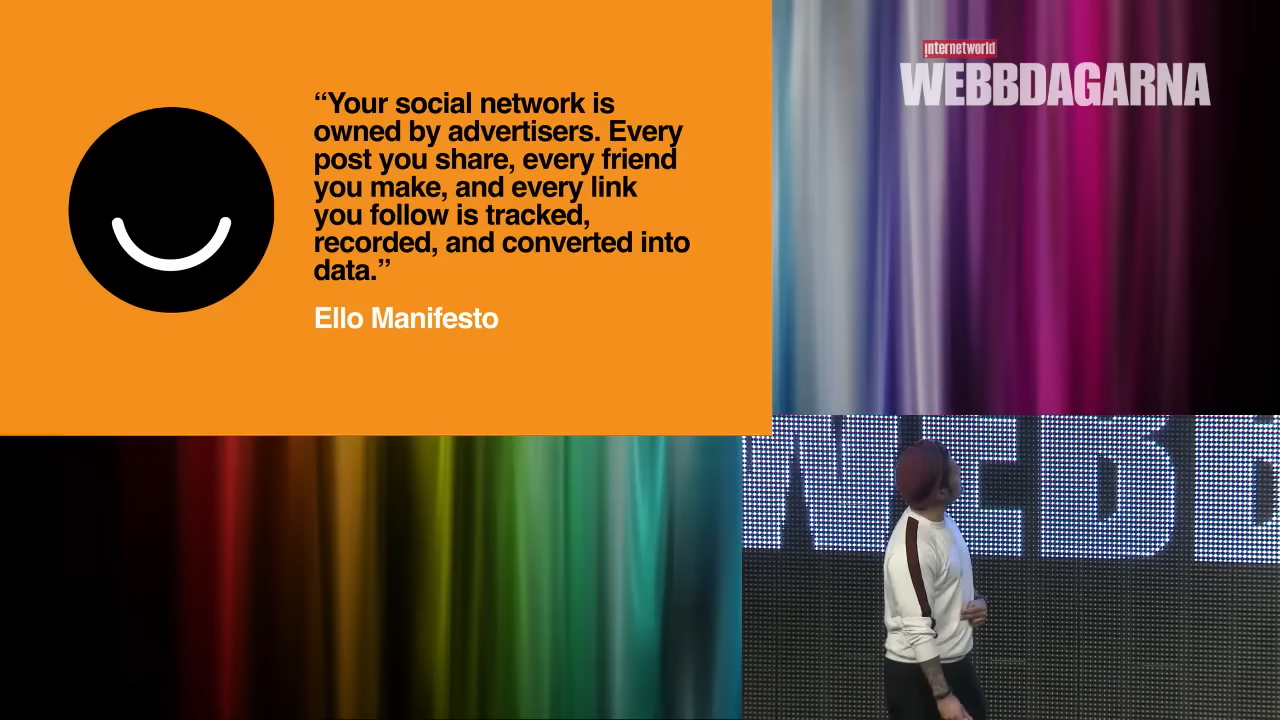 “Your social network is
owned by advertisers. Every
post you share, every friend
you make, and every link
you follow is tracked,
recorded, and converted into
data.”
Ello Manifesto
internetworld
WEBBDAGARNA
WEBB